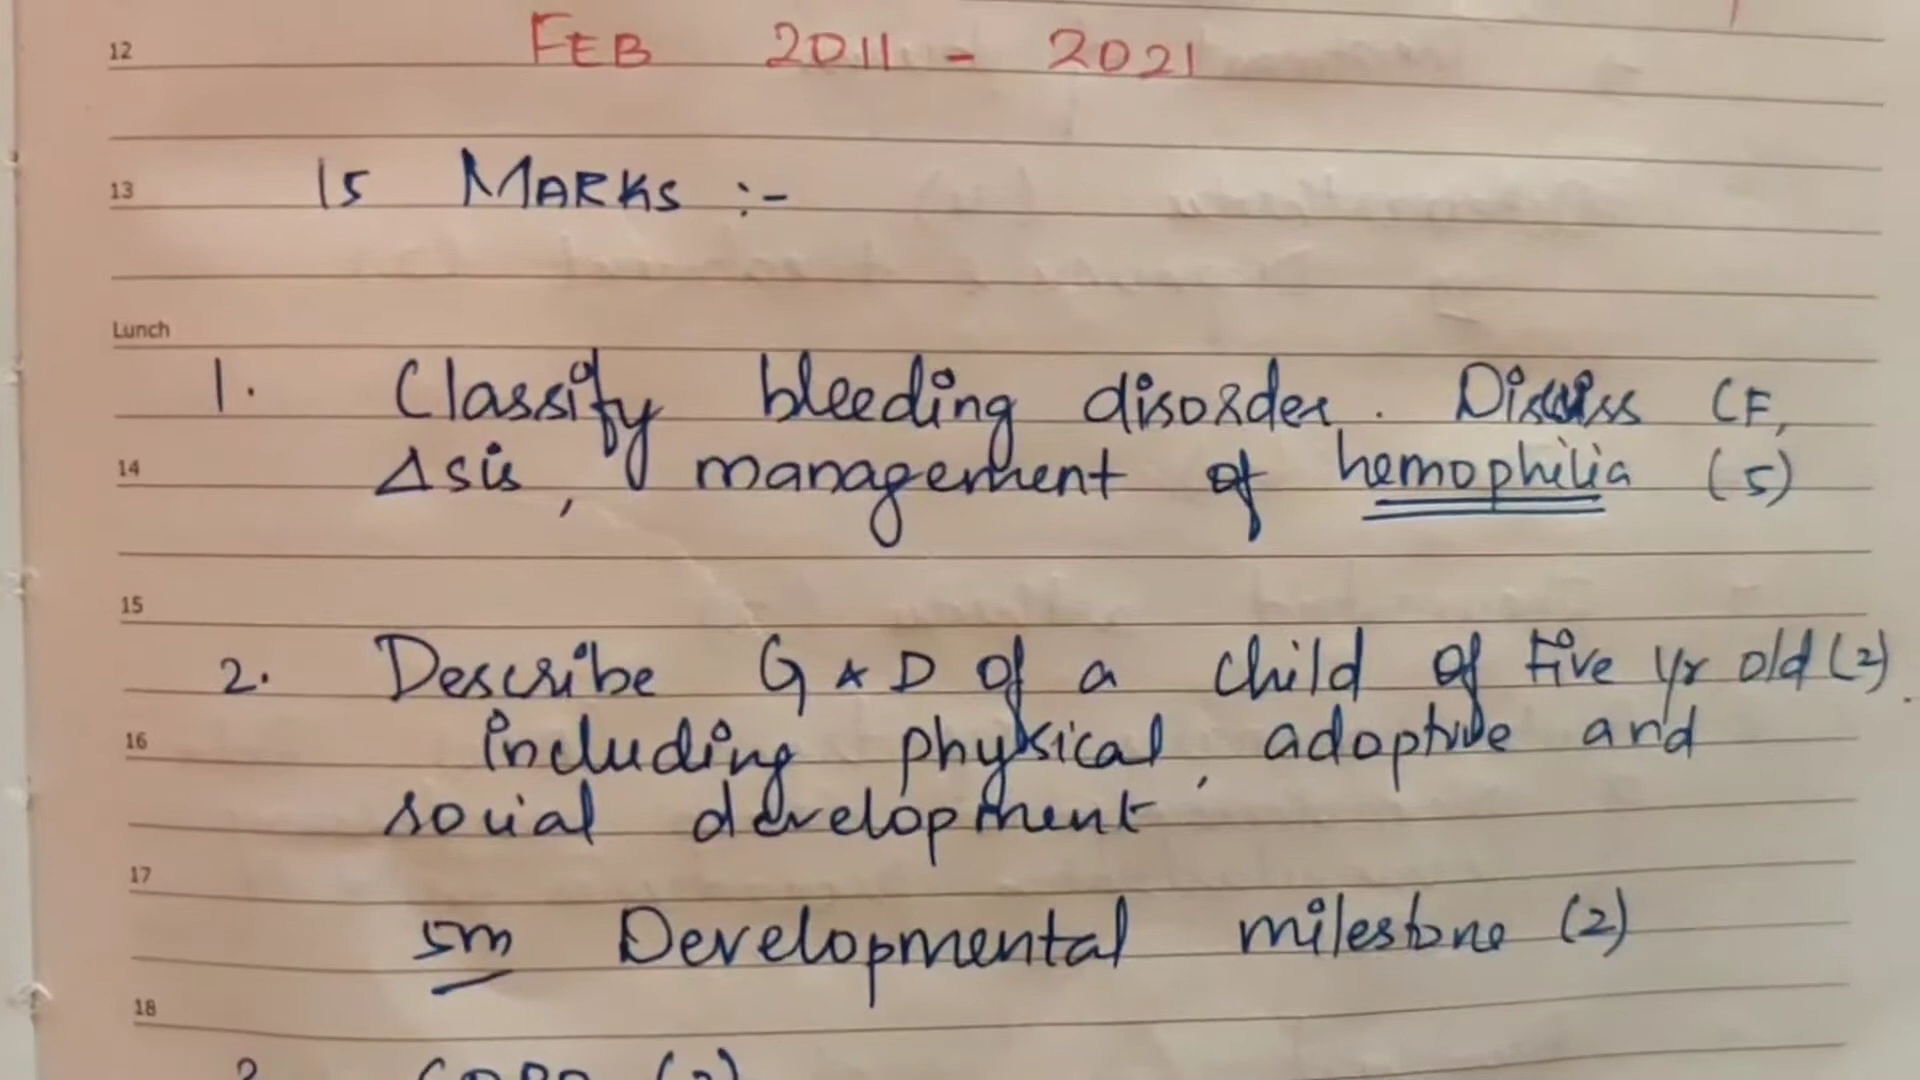 12 FEB 2011 - 2021
13 15 MARKS :-
Lunch
1. Classify bleeding disorder. Discuss CF,
14 Δsis, management of hemophilia (5)
15
2. Describe G & D of a child of five yr old (2)
16 including physical, adoptive and
social development
17
5m Developmental milestone (2)
18